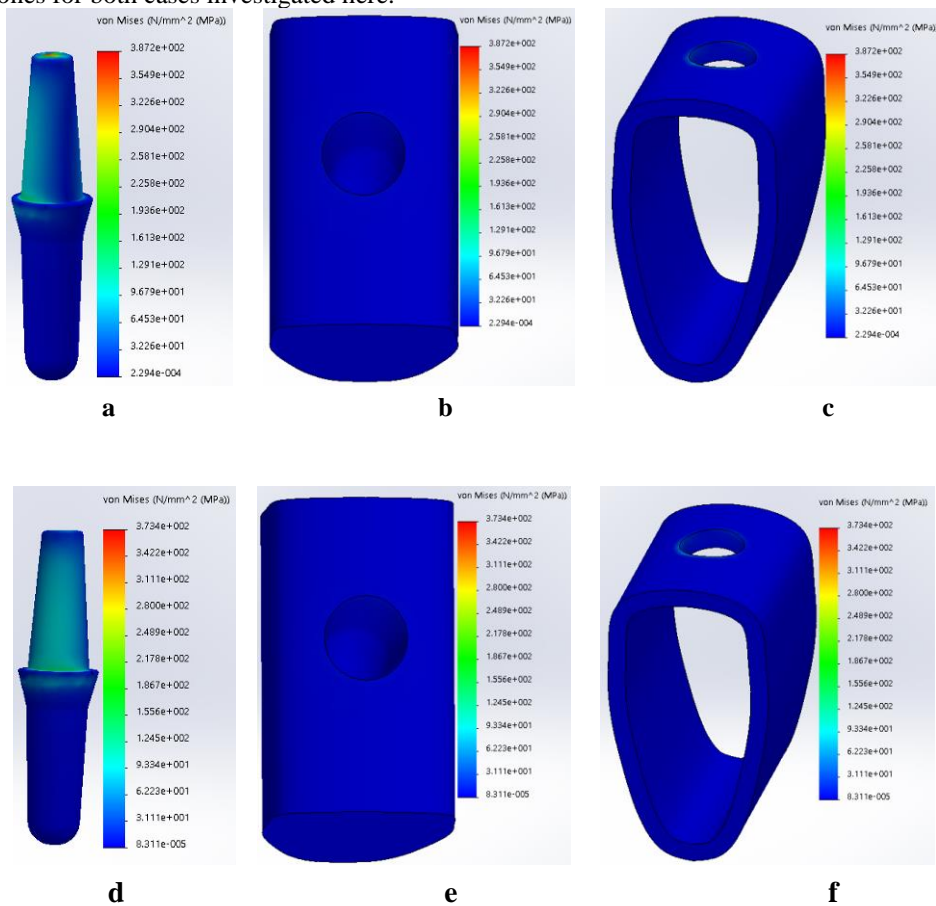 ones for both cases investigated here.
von Mises (N/mm^2 (MPa))
3.872e+002
3.549e+002
3.226e+002
2.904e+002
2.581e+002
2.258e+002
1.936e+002
1.613e+002
1.291e+002
9.679e+001
6.453e+001
3.226e+001
2.294e-004
a
von Mises (N/mm^2 (MPa))
3.872e+002
3.549e+002
3.226e+002
2.904e+002
2.581e+002
2.258e+002
1.936e+002
1.613e+002
1.291e+002
9.679e+001
6.453e+001
3.226e+001
2.294e-004
b
von Mises (N/mm^2 (MPa))
3.872e+002
3.549e+002
3.226e+002
2.904e+002
2.581e+002
2.258e+002
1.936e+002
1.613e+002
1.291e+002
9.679e+001
6.453e+001
3.226e+001
2.294e-004
c
von Mises (N/mm^2 (MPa))
3.734e+002
3.422e+002
3.111e+002
2.800e+002
2.489e+002
2.178e+002
1.867e+002
1.556e+002
1.245e+002
9.334e+001
6.223e+001
3.111e+001
8.311e-005
d
von Mises (N/mm^2 (MPa))
3.734e+002
3.422e+002
3.111e+002
2.800e+002
2.489e+002
2.178e+002
1.867e+002
1.556e+002
1.245e+002
9.334e+001
6.223e+001
3.111e+001
8.311e-005
e
von Mises (N/mm^2 (MPa))
3.734e+002
3.422e+002
3.111e+002
2.800e+002
2.489e+002
2.178e+002
1.867e+002
1.556e+002
1.245e+002
9.334e+001
6.223e+001
3.111e+001
8.311e-005
f